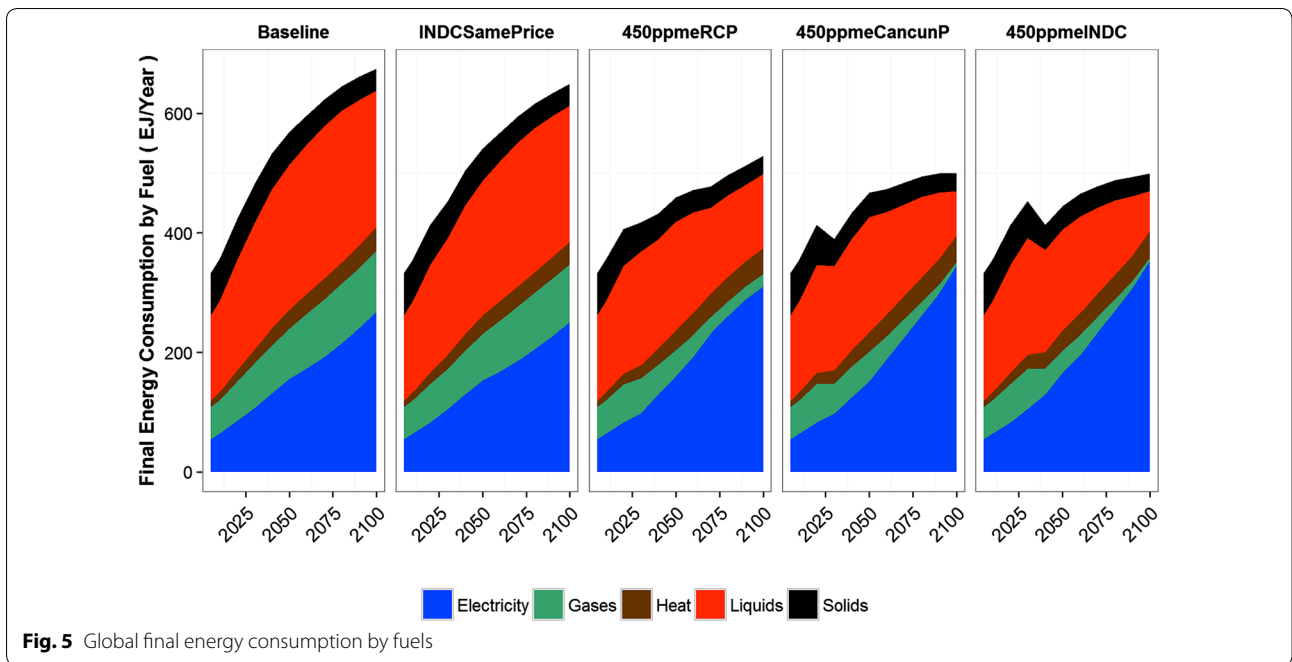 Baseline INDCSamePrice 450ppmeRCP 450ppmeCancunP 450ppmeINDC
Final Energy Consumption by Fuel ( EJ/Year )
600
400
200
0
2025 2050 2075 2100 2025 2050 2075 2100 2025 2050 2075 2100 2025 2050 2075 2100 2025 2050 2075 2100
Electricity Gases Heat Liquids Solids
Fig. 5 Global final energy consumption by fuels